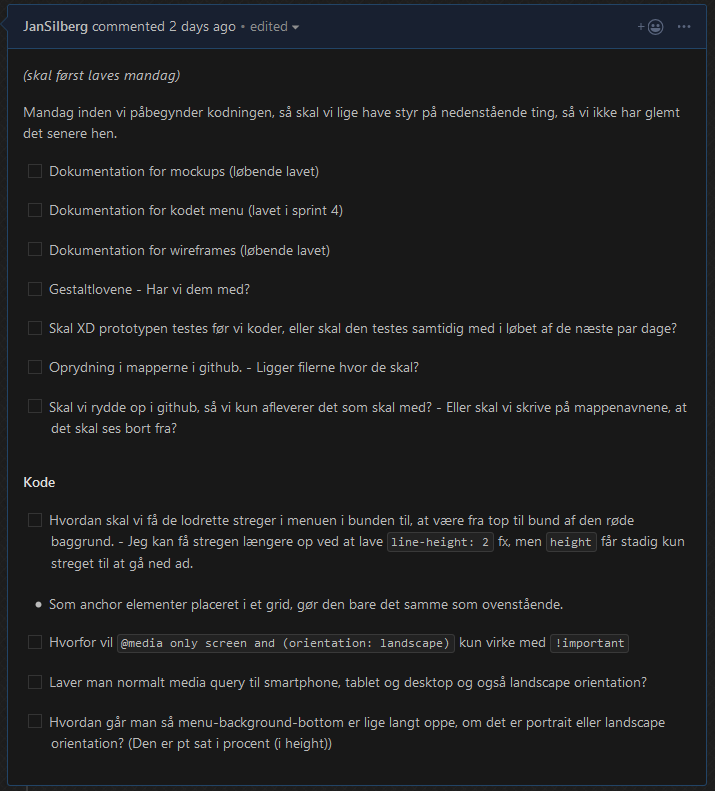 JanSilberg commented 2 days ago • edited
(skal først laves mandag)
Mandag inden vi påbegynder kodningen, så skal vi lige have styr på nedenstående ting, så vi ikke har glemt
det senere hen.
Dokumentation for mockups (løbende lavet)
Dokumentation for kodet menu (lavet i sprint 4)
Dokumentation for wireframes (løbende lavet)
Gestaltlovene - Har vi dem med?
Skal XD prototypen testes før vi koder, eller skal den testes samtidig med i løbet af de næste par dage?
Oprydning i mapperne i github. - Ligger filerne hvor de skal?
Skal vi rydde op i github, så vi kun afleverer det som skal med? - Eller skal vi skrive på mappenavnene, at
det skal ses bort fra?
Kode
Hvordan skal vi få de lodrette streger i menuen i bunden til, at være fra top til bund af den røde
baggrund. - Jeg kan få stregen længere op ved at lave line-height: 2 fx, men height får stadig kun
streget til at gå ned ad.
• Som anchor elementer placeret i et grid, gør den bare det samme som ovenstående.
Hvorfor vil @media only screen and (orientation: landscape) kun virke med !important
Laver man normalt media query til smartphone, tablet og desktop og også landscape orientation?
Hvordan går man så menu-background-bottom er lige langt oppe, om det er portrait eller landscape
orientation? (Den er pt sat i procent (i height))